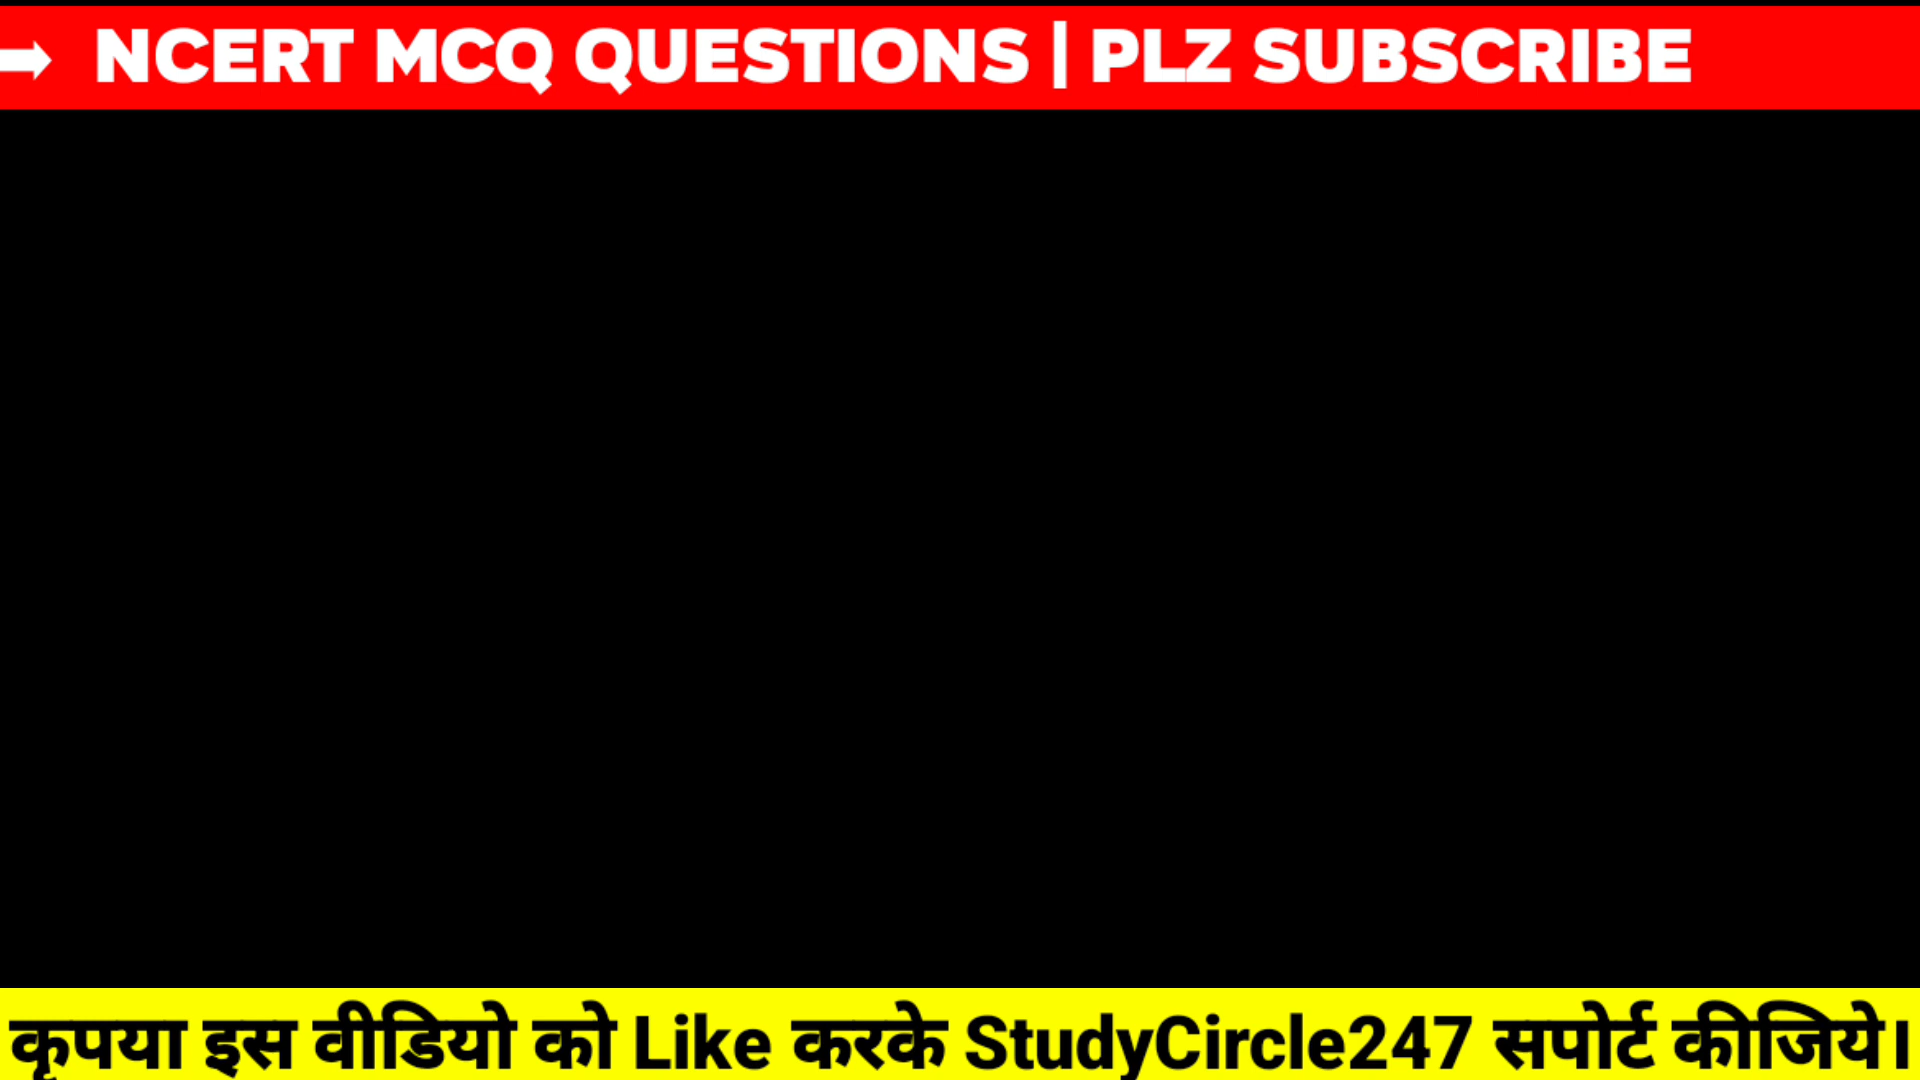 ➡ NCERT MCQ QUESTIONS | PLZ SUBSCRIBE
कृपया इस वीडियो को Like करके StudyCircle247 सपोर्ट कीजिये।